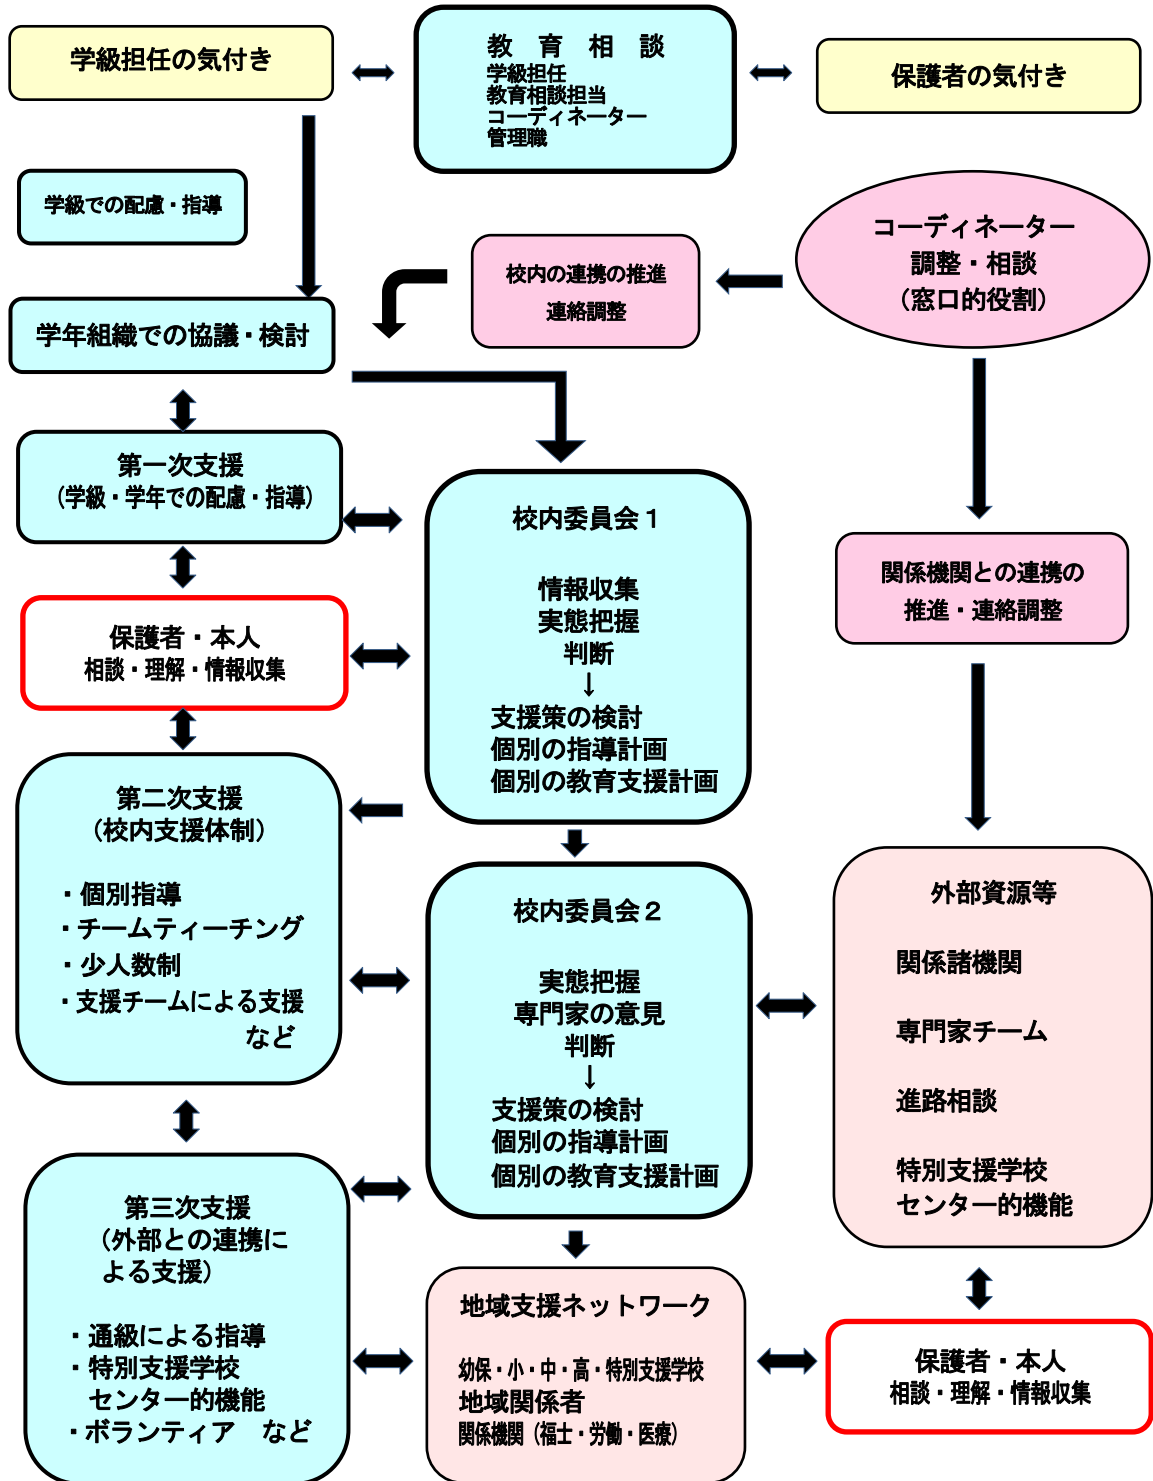 学級担任の気付き
教　育　相　談
学級担任
教育相談担当
コーディネーター
管理職
保護者の気付き
学級での配慮・指導
コーディネーター
調整・相談
（窓口的役割）
校内の連携の推進
連絡調整
学年組織での協議・検討
第一次支援
（学級・学年での配慮・指導）
校内委員会１
情報収集
実態把握
判断
↓
支援策の検討
個別の指導計画
個別の教育支援計画
関係機関との連携の
推進・連絡調整
保護者・本人
相談・理解・情報収集
第二次支援
（校内支援体制）
・個別指導
・チームティーチング
・少人数制
・支援チームによる支援
など
校内委員会２
実態把握
専門家の意見
判断
↓
支援策の検討
個別の指導計画
個別の教育支援計画
外部資源等
関係諸機関
専門家チーム
進路相談
特別支援学校
センター的機能
第三次支援
（外部との連携に
よる支援）
・通級による指導
・特別支援学校
センター的機能
・ボランティア　など
地域支援ネットワーク
幼保・小・中・高・特別支援学校
地域関係者
関係機関（福士・労働・医療）
保護者・本人
相談・理解・情報収集